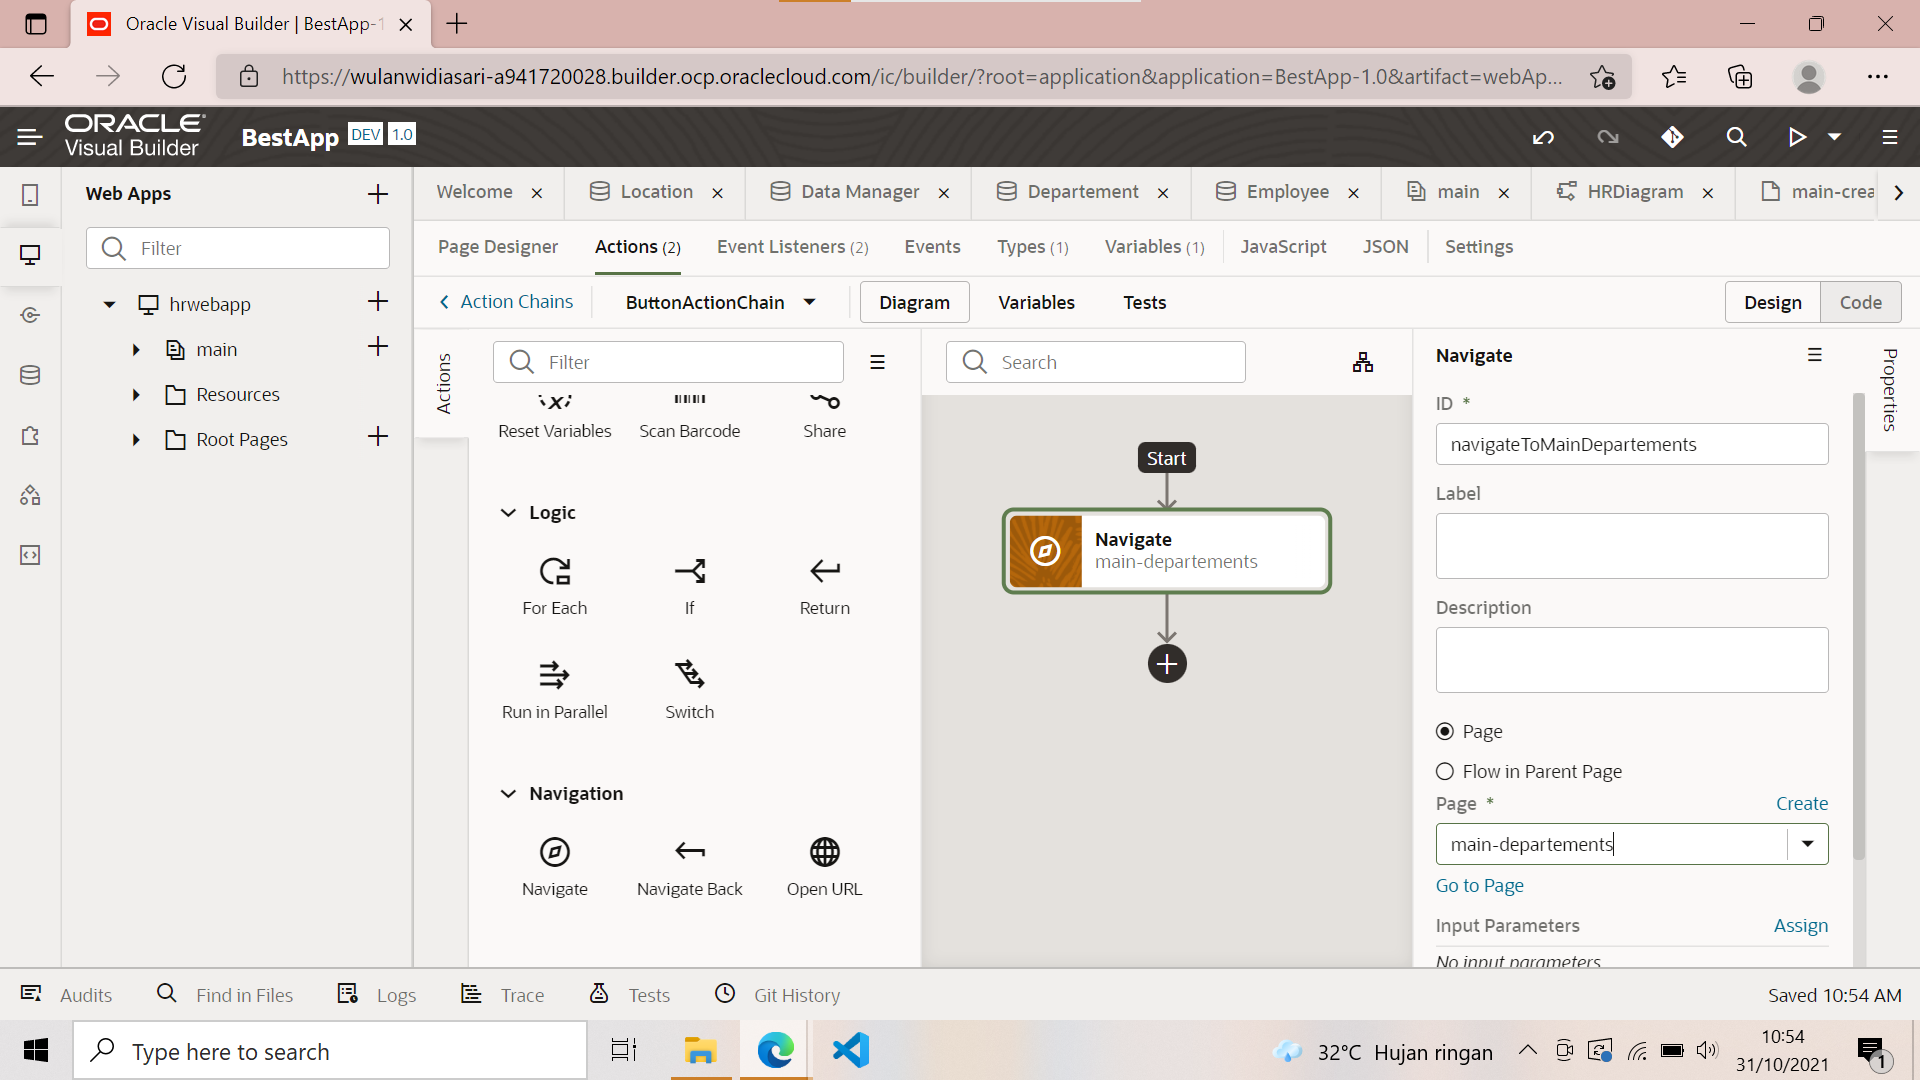 Oracle Visual Builder | BestApp-1
https://wulanwidiasari-a941720028.builder.ocp.oraclecloud.com/ic/builder/?root=application&application=BestApp-1.0&artifact=webAp...
ORACLE
Visual Builder
BestApp DEV 1.0
Web Apps
Welcome
Location
Data Manager
Departement
Employee
main
HRDiagram
main-crea
Filter
Page Designer
Actions (2)
Event Listeners (2)
Events
Types (1)
Variables (1)
JavaScript
JSON
Settings
hrwebapp
main
Resources
Root Pages
Action Chains
ButtonActionChain
Diagram
Variables
Tests
Design
Code
Actions
Filter
Reset Variables
Scan Barcode
Share
Logic
For Each
If
Return
Run in Parallel
Switch
Navigation
Navigate
Navigate Back
Open URL
Search
Start
Navigate
main-departements
Navigate
Properties
ID *
navigateToMainDepartements
Label
Description
Page
Flow in Parent Page
Page *
Create
main-departements
Go to Page
Input Parameters
Assign
No input parameters
Audits
Find in Files
Logs
Trace
Tests
Git History
Saved 10:54 AM
Type here to search
32°C Hujan ringan
10:54
31/10/2021
1